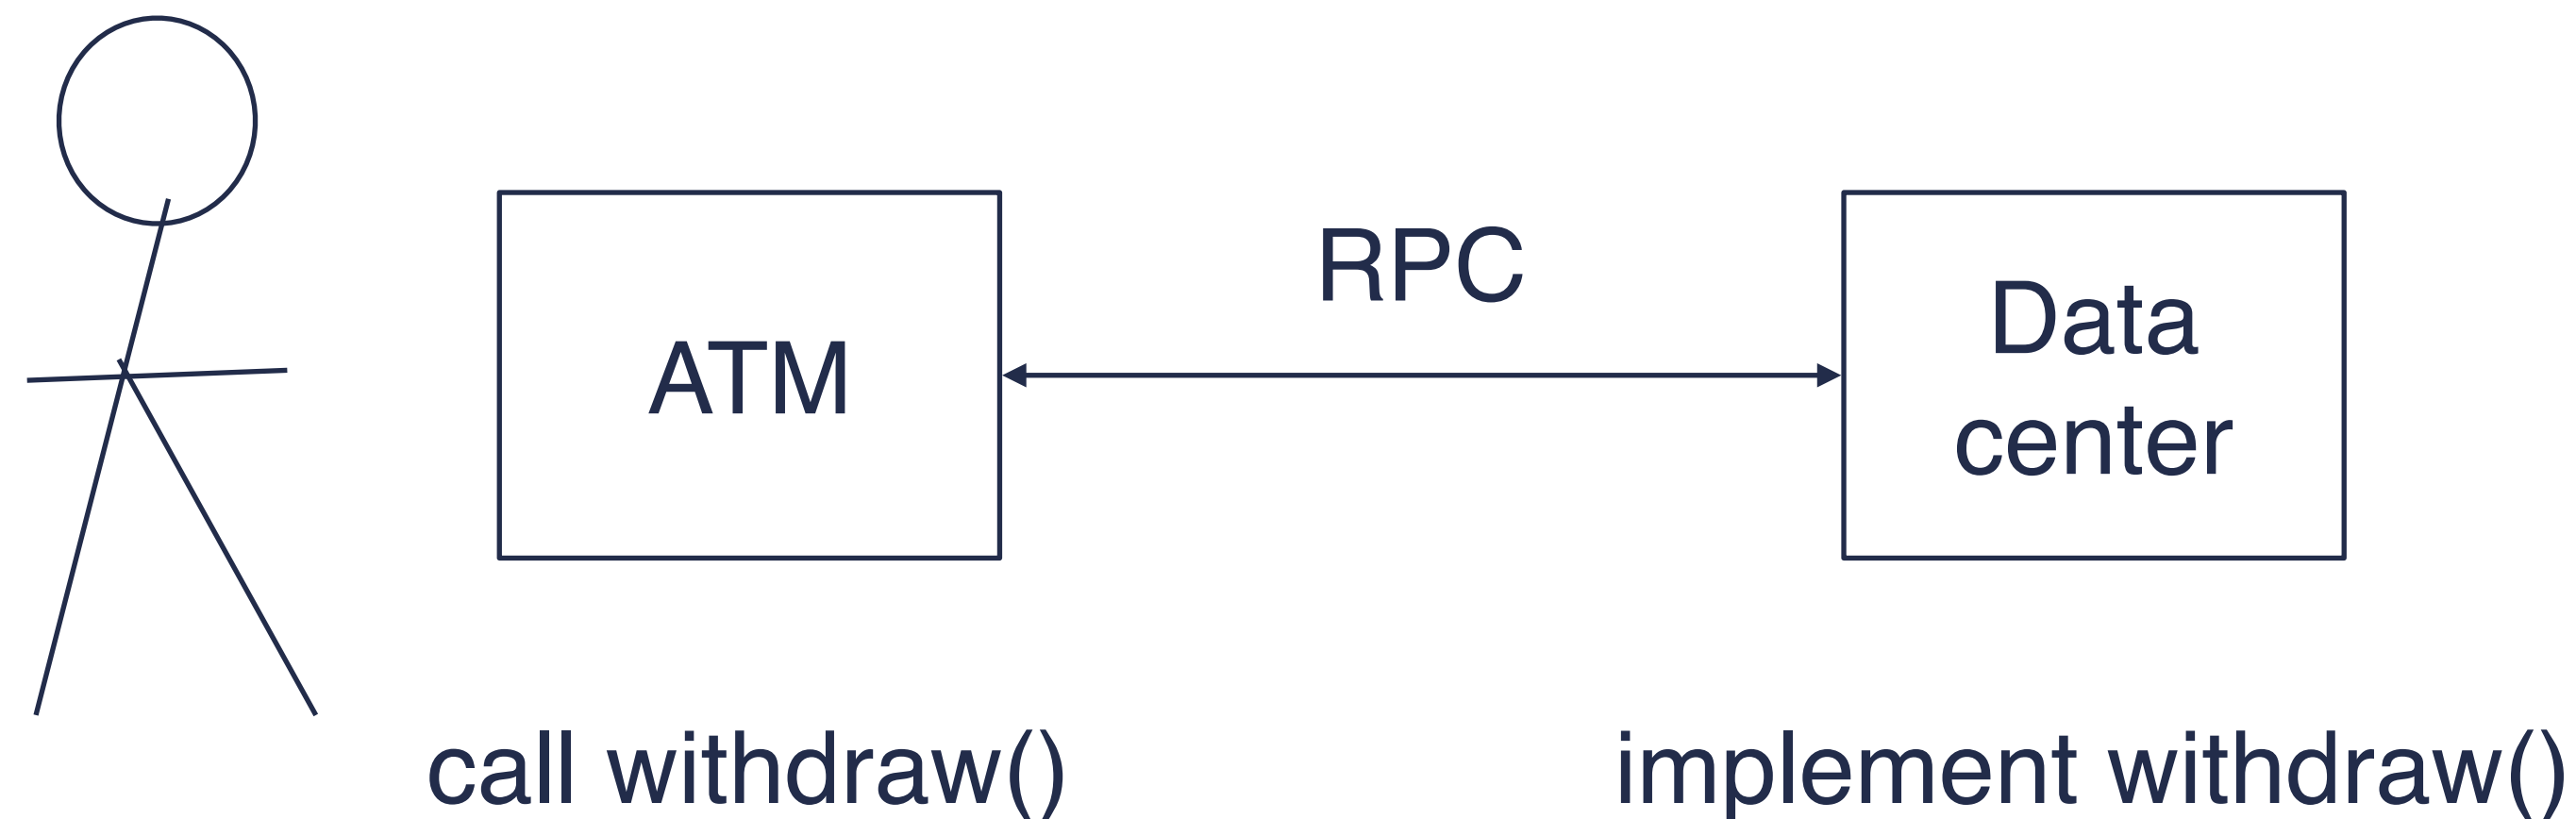 RPC
ATM
Data
center
call withdraw()
implement withdraw()